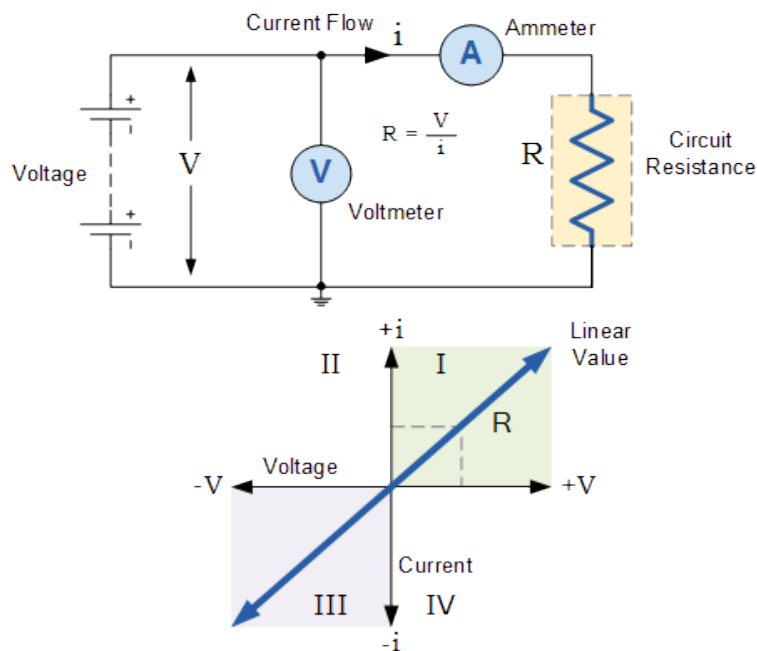 Current Flow
i
Ammeter
A
+
-
Voltage
+
-
V
V
Voltmeter
R = V
i
R
Circuit
Resistance
+i
Linear
Value
II
I
R
Voltage
-V
+V
Current
III
IV
-i